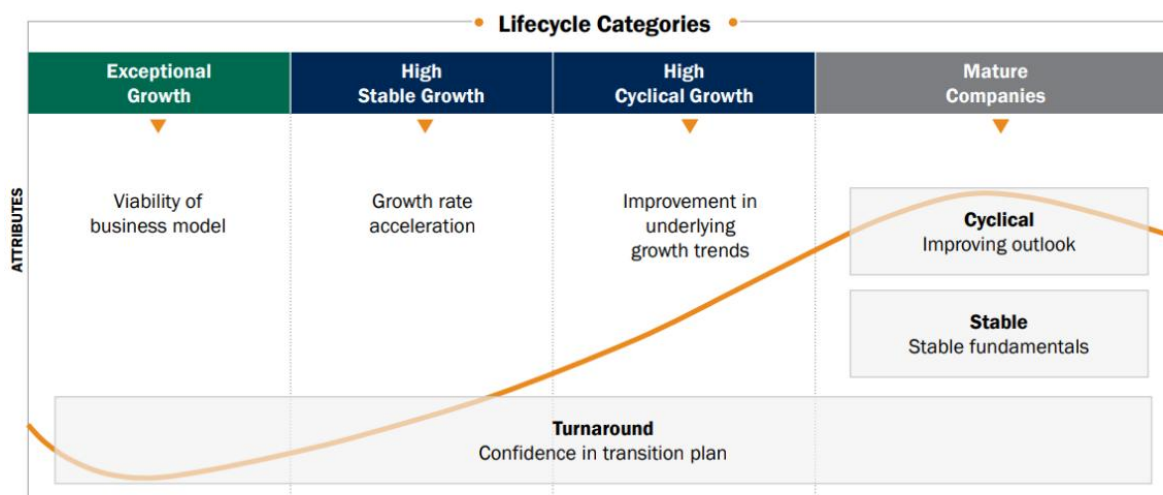 Lifecycle Categories
Exceptional
Growth
High
Stable Growth
High
Cyclical Growth
Mature
Companies
ATTRIBUTES
Viability of
business model
Growth rate
acceleration
Improvement in
underlying
growth trends
Cyclical
Improving outlook
Stable
Stable fundamentals
Turnaround
Confidence in transition plan